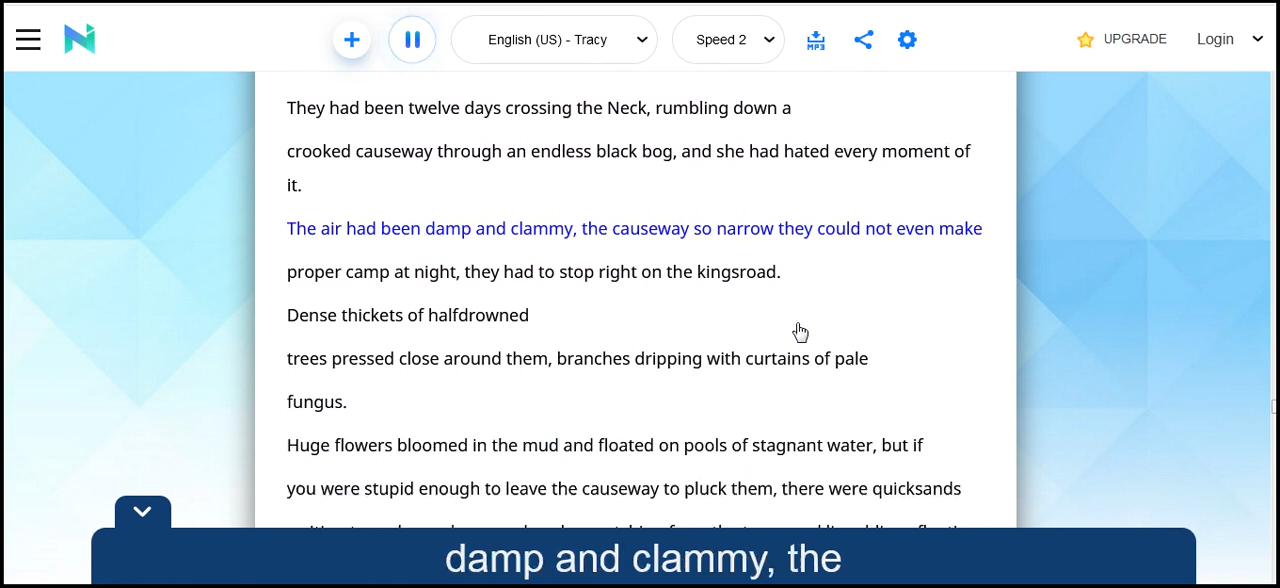 English (US) - Tracy
Speed 2
MP3
UPGRADE
Login
They had been twelve days crossing the Neck, rumbling down a
crooked causeway through an endless black bog, and she had hated every moment of
it.
The air had been damp and clammy, the causeway so narrow they could not even make
proper camp at night, they had to stop right on the kingsroad.
Dense thickets of halfdrowned
trees pressed close around them, branches dripping with curtains of pale
fungus.
Huge flowers bloomed in the mud and floated on pools of stagnant water, but if
you were stupid enough to leave the causeway to pluck them, there were quicksands
damp and clammy, the